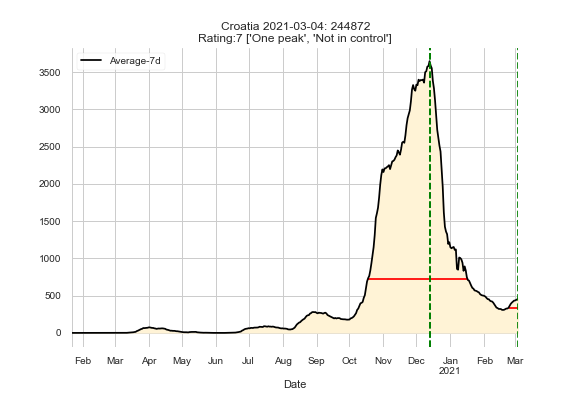 Croatia 2021-03-04: 244872
Rating:7 ['One peak', 'Not in control']
Average-7d
3500
3000
2500
2000
1500
1000
500
0
Feb Mar Apr May Jun Jul Aug Sep Oct Nov Dec Jan Feb Mar
2021
Date